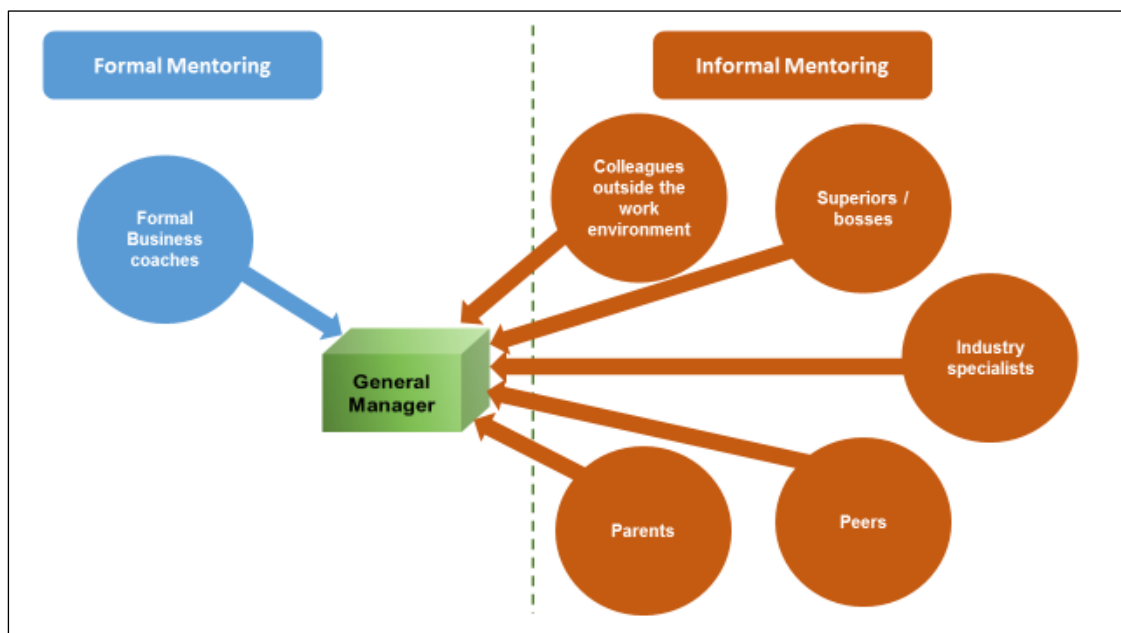 Formal Mentoring
Informal Mentoring
Formal
Business
coaches
Colleagues
outside the
work
environment
Superiors /
bosses
Industry
specialists
General
Manager
Parents
Peers